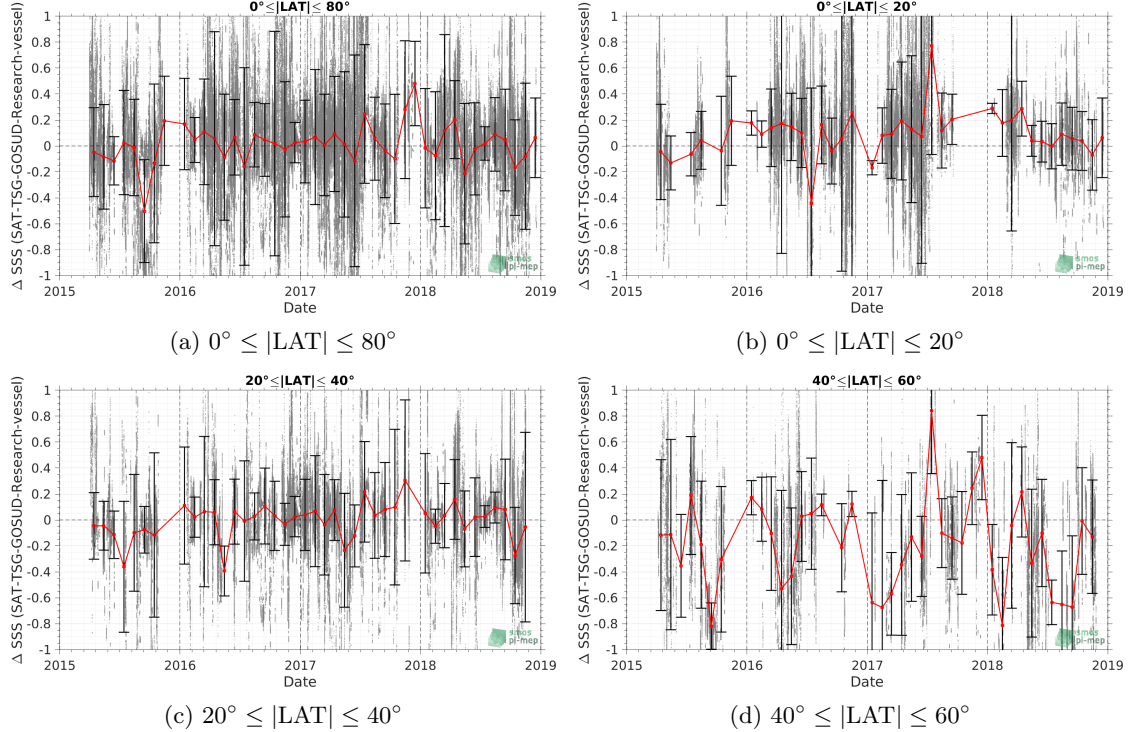 0°≤|LAT|≤ 80°
Δ SSS (SAT-TSG-GOSUD-Research-vessel)
1
0.8
0.6
0.4
0.2
0
-0.2
-0.4
-0.6
-0.8
-1
2015 2016 2017 2018 2019
Date
smos
pi-mep
(a) 0° ≤ |LAT| ≤ 80°
0°≤|LAT|≤ 20°
Δ SSS (SAT-TSG-GOSUD-Research-vessel)
1
0.8
0.6
0.4
0.2
0
-0.2
-0.4
-0.6
-0.8
-1
2015 2016 2017 2018 2019
Date
smos
pi-mep
(b) 0° ≤ |LAT| ≤ 20°
20°≤|LAT|≤ 40°
Δ SSS (SAT-TSG-GOSUD-Research-vessel)
1
0.8
0.6
0.4
0.2
0
-0.2
-0.4
-0.6
-0.8
-1
2015 2016 2017 2018 2019
Date
smos
pi-mep
(c) 20° ≤ |LAT| ≤ 40°
40°≤|LAT|≤ 60°
Δ SSS (SAT-TSG-GOSUD-Research-vessel)
1
0.8
0.6
0.4
0.2
0
-0.2
-0.4
-0.6
-0.8
-1
2015 2016 2017 2018 2019
Date
smos
pi-mep
(d) 40° ≤ |LAT| ≤ 60°